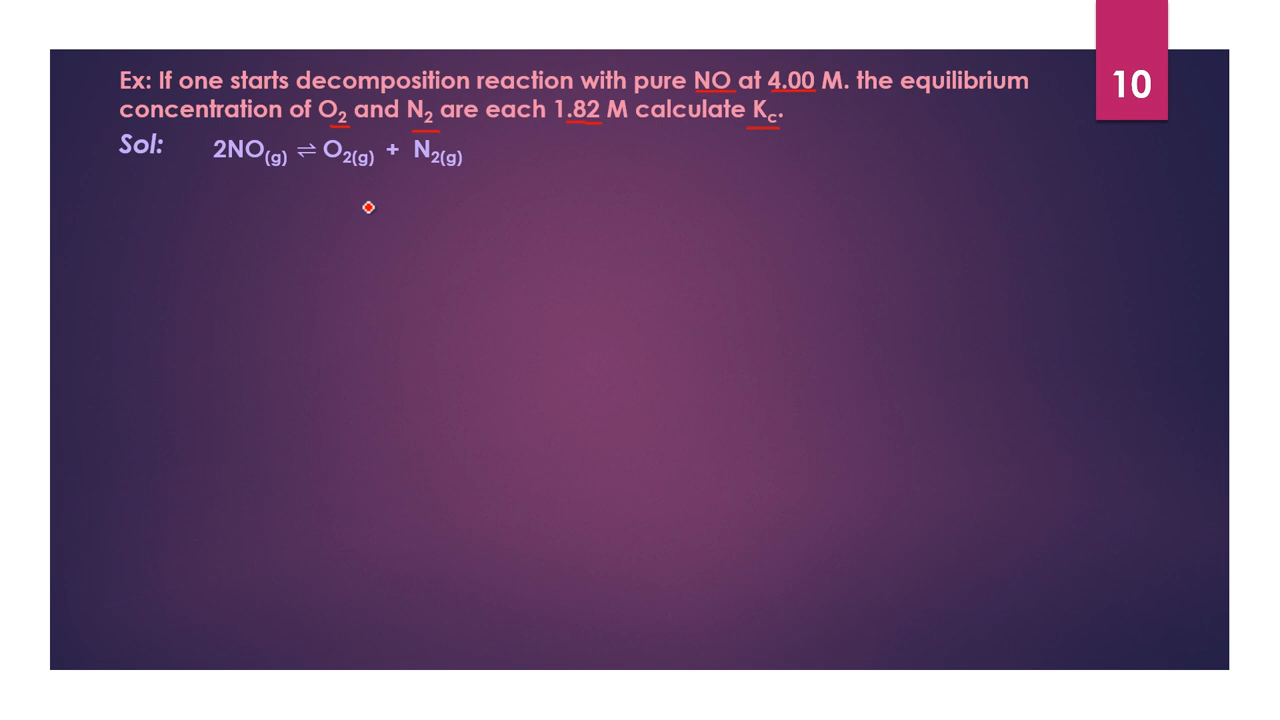 Ex: If one starts decomposition reaction with pure NO at 4.00 M. the equilibrium
10
concentration of O₂ and N₂ are each 1.82 M calculate K꜀.
Sol: 2NO(g) ⇌ O₂(g) + N₂(g)